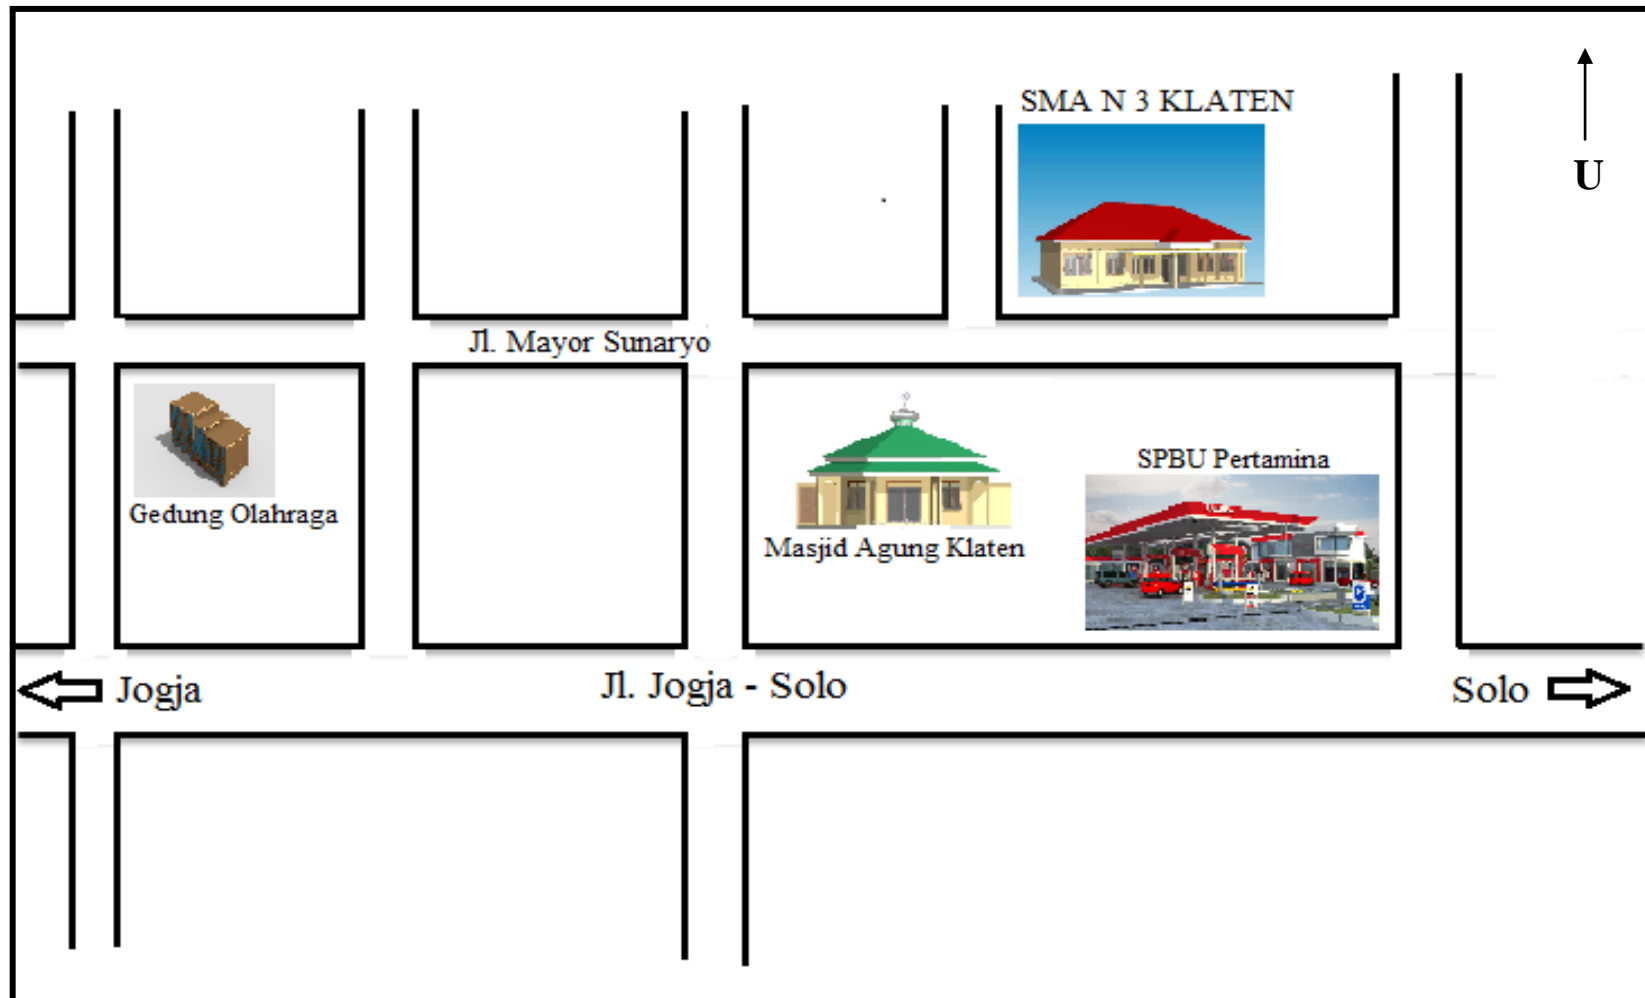 SMA N 3 KLATEN
U
Jl. Mayor Sunaryo
SPBU Pertamina
Gedung Olahraga
Masjid Agung Klaten
Jogja
Jl. Jogja - Solo
Solo